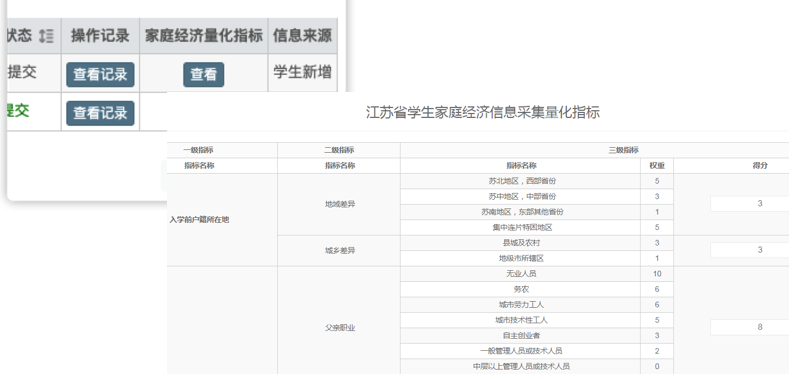 状态 操作记录 家庭经济量化指标 信息来源
提交 查看记录 查看 学生新增
提交 查看记录
江苏省学生家庭经济信息采集量化指标
一级指标 二级指标 三级指标
指标名称 指标名称 指标名称 权重 得分
入学前户籍所在地 地域差异 苏北地区，西部省份 5 3
苏中地区，中部省份 3
苏南地区，东部其他省份 1
集中连片特困地区 5
城乡差异 县城及农村 3 3
地级市所辖区 1
父亲职业 无业人员 10 8
务农 6
城市劳力工人 6
城市技术性工人 5
自主创业者 3
一般管理人员或技术人员 2
中层以上管理人员或技术人员 0